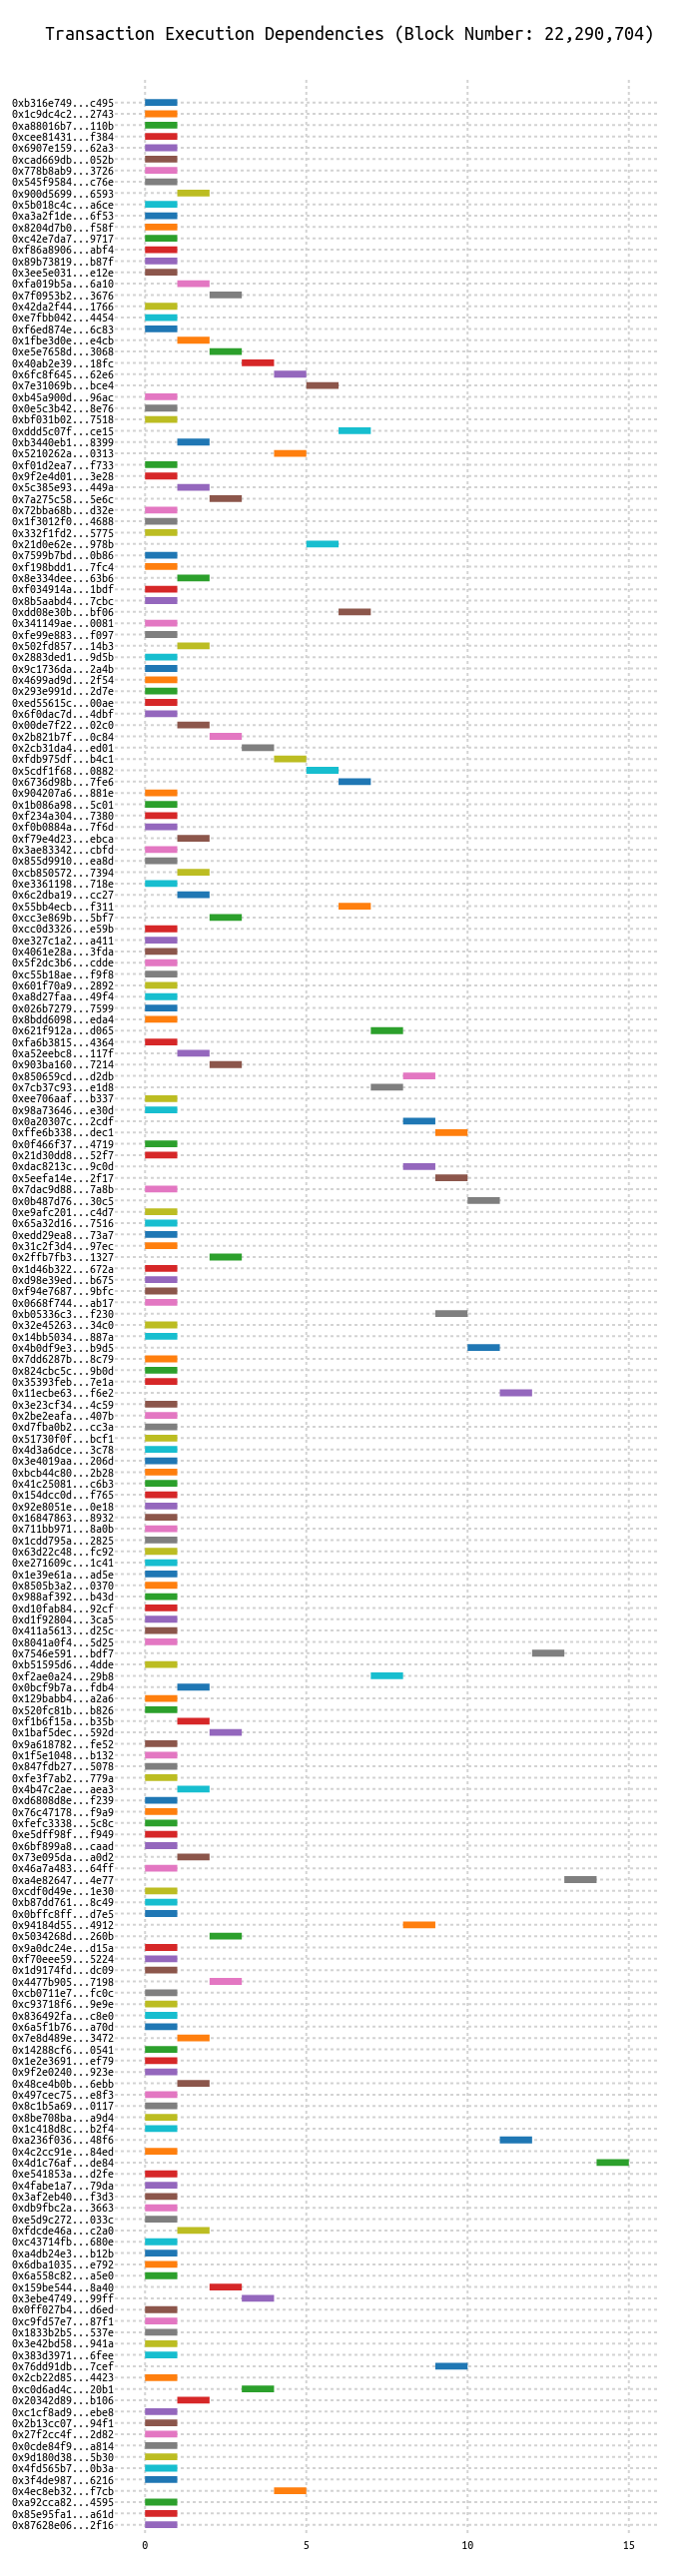 Transaction Execution Dependencies (Block Number: 22,290,704)
0xb316e749...c495
0x1c9dc4c2...2743
0xa88016b7...110b
0xcee81431...f384
0x6907e159...62a3
0xcad669db...052b
0x778b8ab9...3726
0x545f9584...c76e
0x900d5699...6593
0x5b018c4c...a6ce
0xa3a2f1de...6f53
0x8204d7b0...f58f
0xc42e7da7...9717
0xf86a8906...abf4
0x89b73819...b87f
0x3ee5e031...e12e
0xfa019b5a...6a10
0x7f0953b2...3676
0x42da2f44...1766
0xe7fbb042...4454
0xf6ed874e...6c83
0x1fbe3d0e...e4cb
0xe5e7658d...3068
0x40ab2e39...18fc
0x6fc8f645...62e6
0x7e31069b...bce4
0xb45a900d...96ac
0x0e5c3b42...8e76
0xbf031b02...7518
0xddd5c07f...ce15
0xb3440eb1...8399
0x5210262a...0313
0xf01d2ea7...f733
0x9f2e4d01...3e28
0x5c385e93...449a
0x7a275c58...5e6c
0x72bba68b...d32e
0x1f3012f0...4688
0x332f1fd2...5775
0x21d0e62e...978b
0x7599b7bd...0b86
0xf198bdd1...7fc4
0x8e334dee...63b6
0xf034914a...1bdf
0x8b5aabd4...7cbc
0xdd08e30b...bf06
0x341149ae...0081
0xfe99e883...f097
0x502fd857...14b3
0x2883ded1...9d5b
0x9c1736da...2a4b
0x4699ad9d...2f54
0x293e991d...2d7e
0xed55615c...00ae
0x6f0dac7d...4dbf
0x00de7f22...02c0
0x2b821b7f...0c84
0x2cb31da4...ed01
0xfdb975df...b4c1
0x5cdf1f68...0882
0x6736d98b...7fe6
0x904207a6...881e
0x1b086a98...5c01
0xf234a304...7380
0xf0b0884a...7f6d
0xf79e4d23...ebca
0x3ae83342...cbfd
0x855d9910...ea8d
0xcb850572...7394
0xe3361198...718e
0x6c2dba19...cc27
0x55bb4ecb...f311
0xcc3e869b...5bf7
0xcc0d3326...e59b
0xe327c1a2...a411
0x4061e28a...3fda
0x5f2dc3b6...cdde
0xc55b18ae...f9f8
0x601f70a9...2892
0xa8d27faa...49f4
0x026b7279...7599
0x8bdd6098...eda4
0x621f912a...d065
0xfa6b3815...4364
0xa52eebc8...117f
0x903ba160...7214
0x850659cd...d2db
0x7cb37c93...e1d8
0xee706aaf...b337
0x98a73646...e30d
0x0a20307c...2cdf
0xffe6b338...dec1
0x0f466f37...4719
0x21d30dd8...52f7
0xdac8213c...9c0d
0x5eefa14e...2f17
0x7dac9d88...7a8b
0x0b487d76...30c5
0xe9afc201...c4d7
0x65a32d16...7516
0xedd29ea8...73a7
0x31c2f3d4...97ec
0x2ffb7fb3...1327
0x1d46b322...672a
0xd98e39ed...b675
0xf94e7687...9bfc
0x0668f744...ab17
0xb05336c3...f230
0x32e45263...34c0
0x14bb5034...887a
0x4b0df9e3...b9d5
0x7dd6287b...8c79
0x824cbc5c...9b0d
0x35393feb...7e1a
0x11ecbe63...f6e2
0x3e23cf34...4c59
0x2be2eafa...407b
0xd7fba0b2...cc3a
0x51730f0f...bcf1
0x4d3a6dce...3c78
0x3e4019aa...206d
0xbcb44c80...2b28
0x41c25081...c6b3
0x154dcc0d...f765
0x92e8051e...0e18
0x16847863...8932
0x711bb971...8a0b
0x1cdd795a...2825
0x63d22c48...fc92
0xe271609c...1c41
0x1e39e61a...ad5e
0x8505b3a2...0370
0x988af392...b43d
0xd10fab84...92cf
0xd1f92804...3ca5
0x411a5613...d25c
0x8041a0f4...5d25
0x7546e591...bdf7
0xb51595d6...4dde
0xf2ae0a24...29b8
0x0bcf9b7a...fdb4
0x129babb4...a2a6
0x520fc81b...b826
0xf1b6f15a...b35b
0x1baf5dec...592d
0x9a618782...fe52
0x1f5e1048...b132
0x847fdb27...5078
0xfe3f7ab2...779a
0x4b47c2ae...aea3
0xd6808d8e...f239
0x76c47178...f9a9
0xfefc3338...5c8c
0xe5dff98f...f949
0x6bf899a8...caad
0x73e095da...a0d2
0x46a7a483...64ff
0xa4e82647...4e77
0xcdf0d49e...1e30
0xb87dd761...8c49
0x0bffc8ff...d7e5
0x94184d55...4912
0x5034268d...260b
0x9a0dc24e...d15a
0xf70eee59...5224
0x1d9174fd...dc09
0x4477b905...7198
0xcb0711e7...fc0c
0xc93718f6...9e9e
0x836492fa...c8e0
0x6a5f1b76...a70d
0x7e8d489e...3472
0x14288cf6...0541
0x1e2e3691...ef79
0x9f2e0240...923e
0x48ce4b0b...6ebb
0x497cec75...e8f3
0x8c1b5a69...0117
0x8be708ba...a9d4
0x1c418d8c...b2f4
0xa236f036...48f6
0x4c2cc91e...84ed
0x4d1c76af...de84
0xe541853a...d2fe
0x4fabe1a7...79da
0x3af2eb40...f3d3
0xdb9fbc2a...3663
0xe5d9c272...033c
0xfdcde46a...c2a0
0xc43714fb...680e
0xa4db24e3...b12b
0x6dba1035...e792
0x6a558c82...a5e0
0x159be544...8a40
0x3ebe4749...99ff
0x0ff027b4...d6ed
0xc9fd57e7...87f1
0x1833b2b5...537e
0x3e42bd58...941a
0x383d3971...6fee
0x76dd91db...7cef
0x2cb22d85...4423
0xc0d6ad4c...20b1
0x20342d89...b106
0xc1cf8ad9...ebe8
0x2b13cc07...94f1
0x27f2cc4f...2d82
0x0cde84f9...a814
0x9d180d38...5b30
0x4fd565b7...0b3a
0x3f4de987...6216
0x4ec8eb32...f7cb
0xa92cca82...4595
0x85e95fa1...a61d
0x87628e06...2f16
0 5 10 15